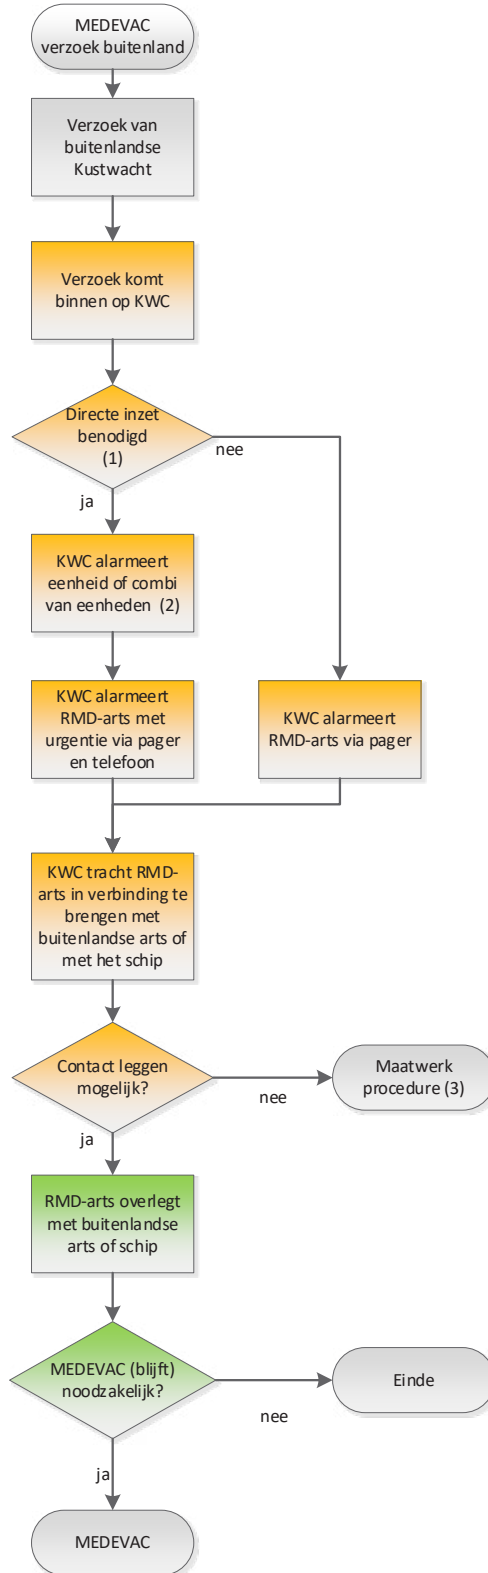 MEDEVAC
verzoek buitenland
Verzoek van
buitenlandse
Kustwacht
Verzoek komt
binnen op KWC
Directe inzet
benodigd
(1)
nee
ja
KWC alarmeert
eenheid of combi
van eenheden (2)
KWC alarmeert
RMD-arts met
urgentie via pager
en telefoon
KWC alarmeert
RMD-arts via pager
KWC tracht RMD-
arts in verbinding te
brengen met
buitenlandse arts of
met het schip
Contact leggen
mogelijk?
nee
Maatwerk
procedure (3)
ja
RMD-arts overlegt
met buitenlandse
arts of schip
MEDEVAC (blijft)
noodzakelijk?
nee
Einde
ja
MEDEVAC